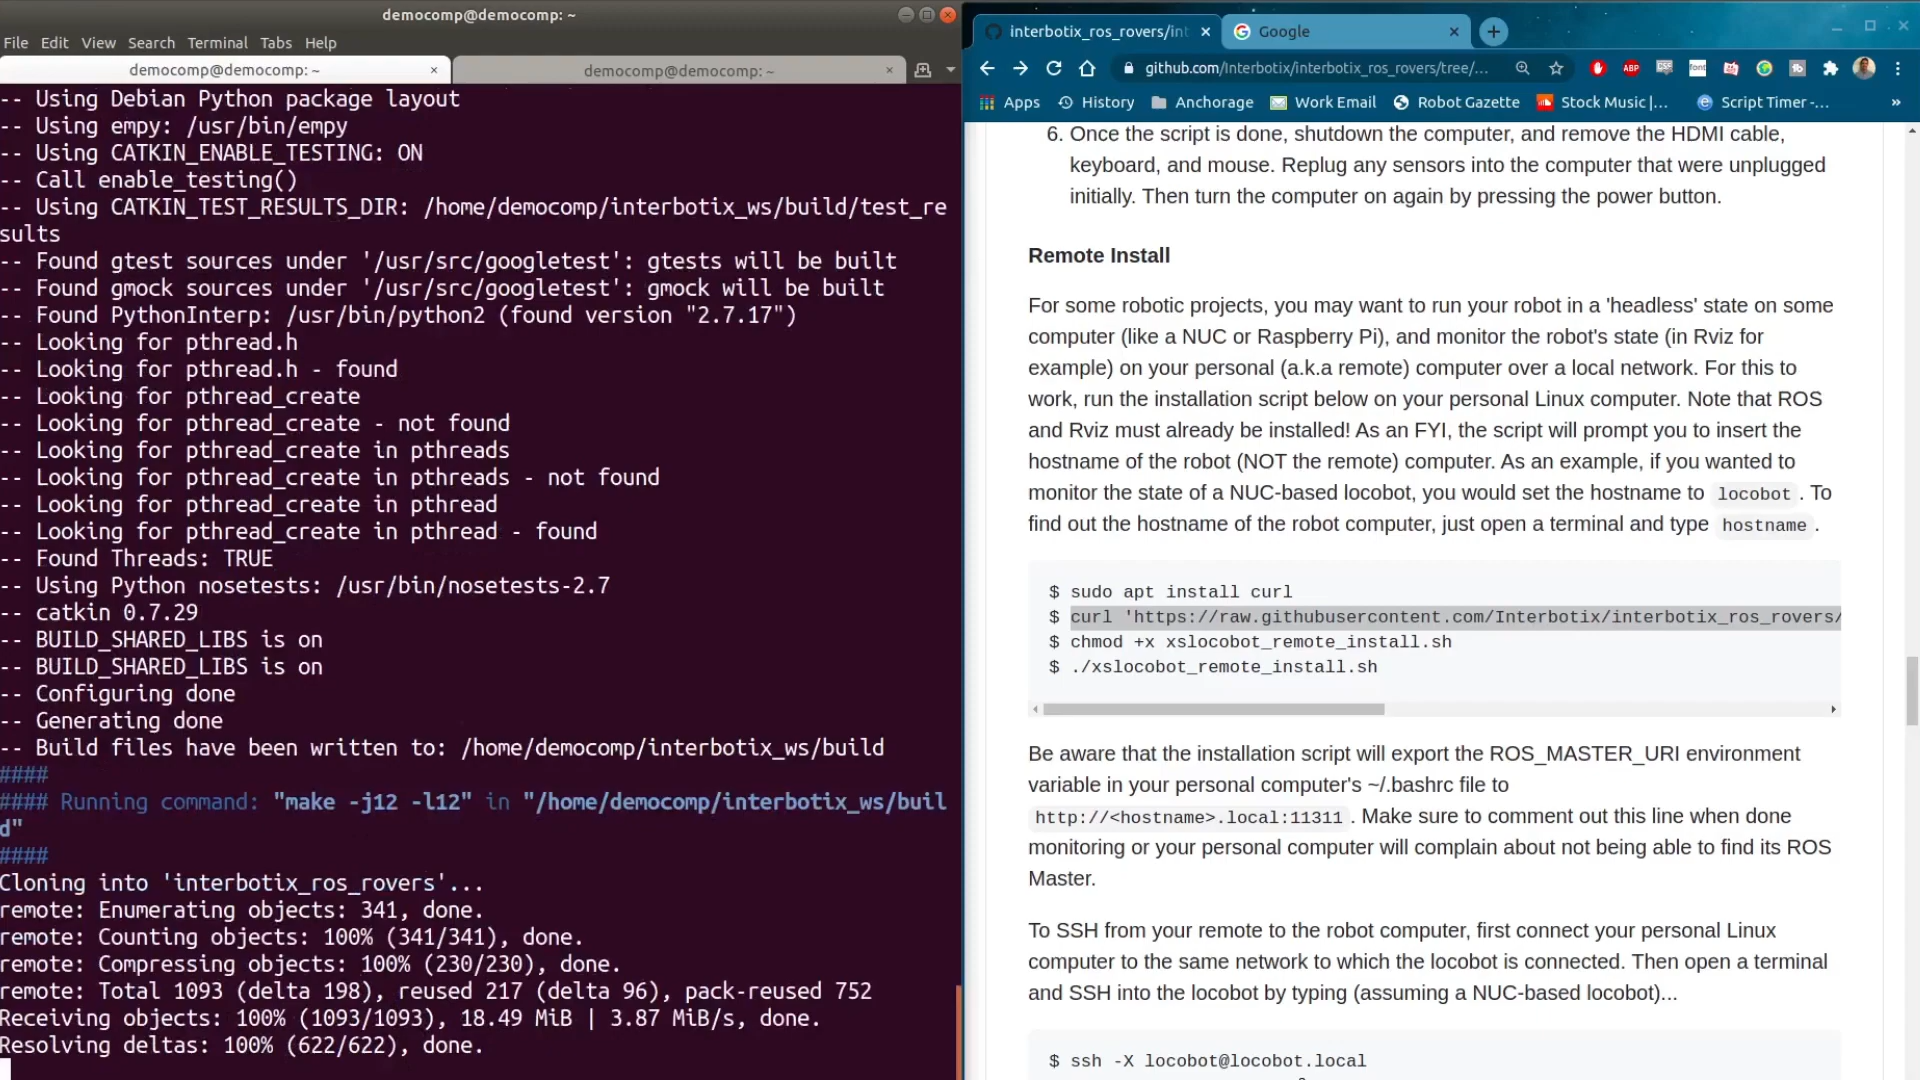 democomp@democomp: ~
File Edit View Search Terminal Tabs Help
democomp@democomp: ~ × democomp@democomp: ~ ×
-- Using Debian Python package layout
-- Using empy: /usr/bin/empy
-- Using CATKIN_ENABLE_TESTING: ON
-- Call enable_testing()
-- Using CATKIN_TEST_RESULTS_DIR: /home/democomp/interbotix_ws/build/test_re
sults
-- Found gtest sources under '/usr/src/googletest': gtests will be built
-- Found gmock sources under '/usr/src/googletest': gmock will be built
-- Found PythonInterp: /usr/bin/python2 (found version "2.7.17")
-- Looking for pthread.h
-- Looking for pthread.h - found
-- Looking for pthread_create
-- Looking for pthread_create - not found
-- Looking for pthread_create in pthreads
-- Looking for pthread_create in pthreads - not found
-- Looking for pthread_create in pthread
-- Looking for pthread_create in pthread - found
-- Found Threads: TRUE
-- Using Python nosetests: /usr/bin/nosetests-2.7
-- catkin 0.7.29
-- BUILD_SHARED_LIBS is on
-- BUILD_SHARED_LIBS is on
-- Configuring done
-- Generating done
-- Build files have been written to: /home/democomp/interbotix_ws/build
####
#### Running command: "make -j12 -l12" in "/home/democomp/interbotix_ws/buil
d"
####
Cloning into 'interbotix_ros_rovers'...
remote: Enumerating objects: 341, done.
remote: Counting objects: 100% (341/341), done.
remote: Compressing objects: 100% (230/230), done.
remote: Total 1093 (delta 198), reused 217 (delta 96), pack-reused 752
Receiving objects: 100% (1093/1093), 18.49 MiB | 3.87 MiB/s, done.
Resolving deltas: 100% (622/622), done.
interbotix_ros_rovers/int × Google ×
github.com/Interbotix/interbotix_ros_rovers/tree/...
ABP
Apps History Anchorage Work Email Robot Gazette Stock Music |... Script Timer -... »
6. Once the script is done, shutdown the computer, and remove the HDMI cable,
keyboard, and mouse. Replug any sensors into the computer that were unplugged
initially. Then turn the computer on again by pressing the power button.
Remote Install
For some robotic projects, you may want to run your robot in a 'headless' state on some
computer (like a NUC or Raspberry Pi), and monitor the robot's state (in Rviz for
example) on your personal (a.k.a remote) computer over a local network. For this to
work, run the installation script below on your personal Linux computer. Note that ROS
and Rviz must already be installed! As an FYI, the script will prompt you to insert the
hostname of the robot (NOT the remote) computer. As an example, if you wanted to
monitor the state of a NUC-based locobot, you would set the hostname to locobot . To
find out the hostname of the robot computer, just open a terminal and type hostname .
$ sudo apt install curl
$ curl 'https://raw.githubusercontent.com/Interbotix/interbotix_ros_rovers/
$ chmod +x xslocobot_remote_install.sh
$ ./xslocobot_remote_install.sh
Be aware that the installation script will export the ROS_MASTER_URI environment
variable in your personal computer's ~/.bashrc file to
http://<hostname>.local:11311 . Make sure to comment out this line when done
monitoring or your personal computer will complain about not being able to find its ROS
Master.
To SSH from your remote to the robot computer, first connect your personal Linux
computer to the same network to which the locobot is connected. Then open a terminal
and SSH into the locobot by typing (assuming a NUC-based locobot)...
$ ssh -X locobot@locobot.local